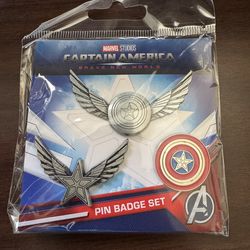 MARVEL STUDIOS
CAPTAIN AMERICA
BRAVE NEW WORLD
PIN BADGE SET